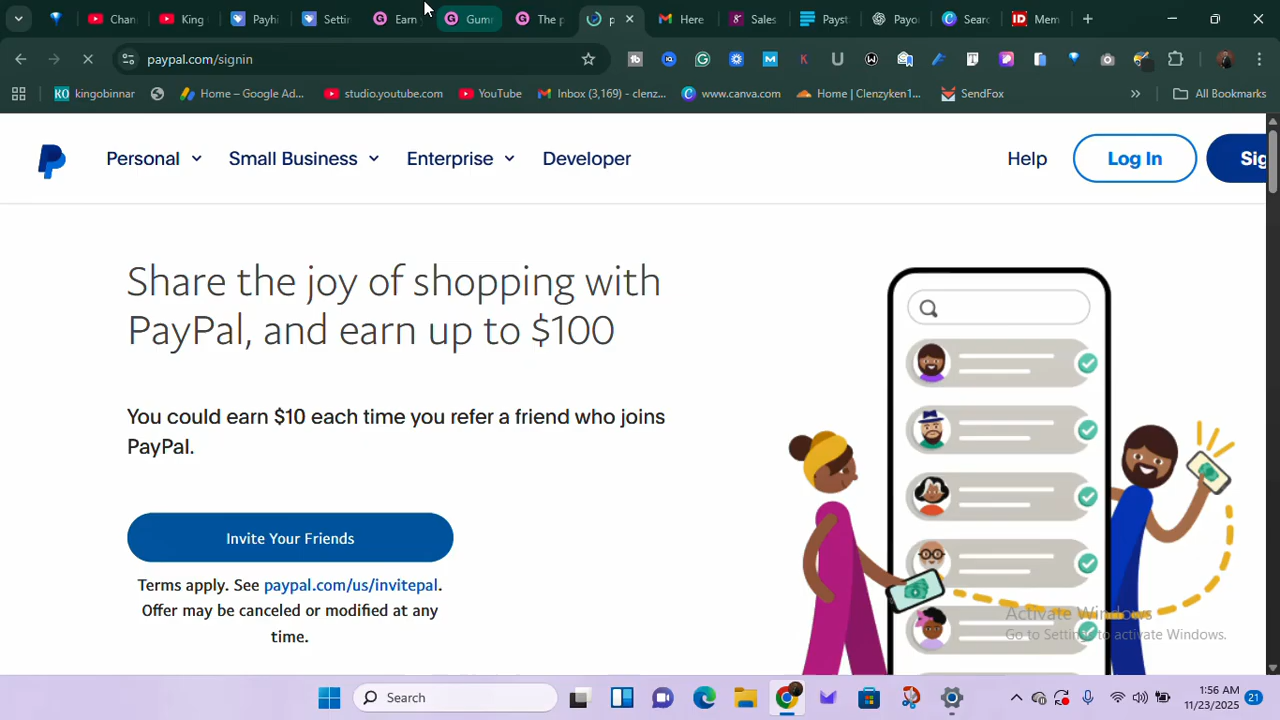 Chan
King
Payhi
Settin
Earn
Gum
The p
p
Here
Sales
Payst
Payo
Searc
ID
Mem
paypal.com/signin
KO
kingobinnar
Home – Google Ad...
studio.youtube.com
YouTube
Inbox (3,169) - clenz...
www.canva.com
Home | Clenzyken1...
SendFox
All Bookmarks
Personal
Small Business
Enterprise
Developer
Help
Log In
Sig
Share the joy of shopping with
PayPal, and earn up to $100
You could earn $10 each time you refer a friend who joins
PayPal.
Invite Your Friends
Terms apply. See paypal.com/us/invitepal.
Offer may be canceled or modified at any
time.
Activate Windows
Go to Settings to activate Windows.
Search
1:56 AM
11/23/2025
21